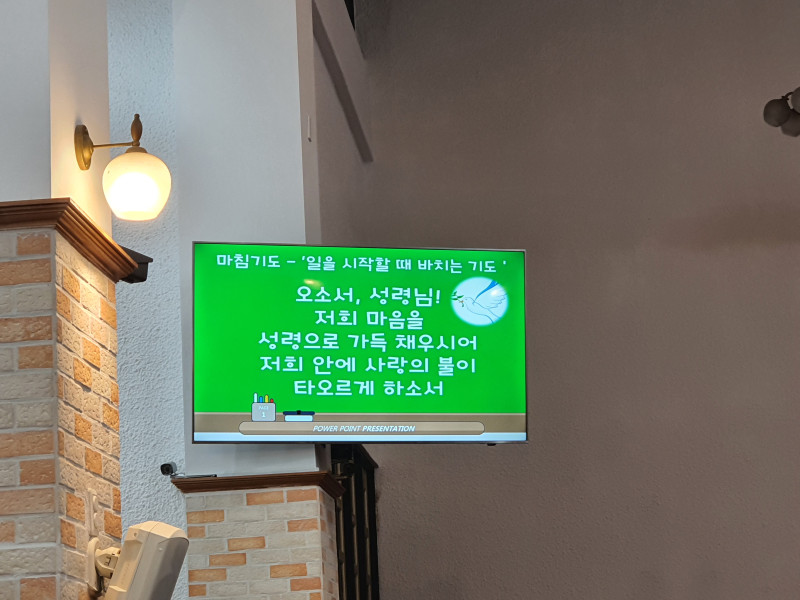 마침기도 - '일을 시작할 때 바치는 기도 '
오소서, 성령님!
저희 마음을
성령으로 가득 채우시어
저희 안에 사랑의 불이
타오르게 하소서
1
POWER POINT PRESENTATION